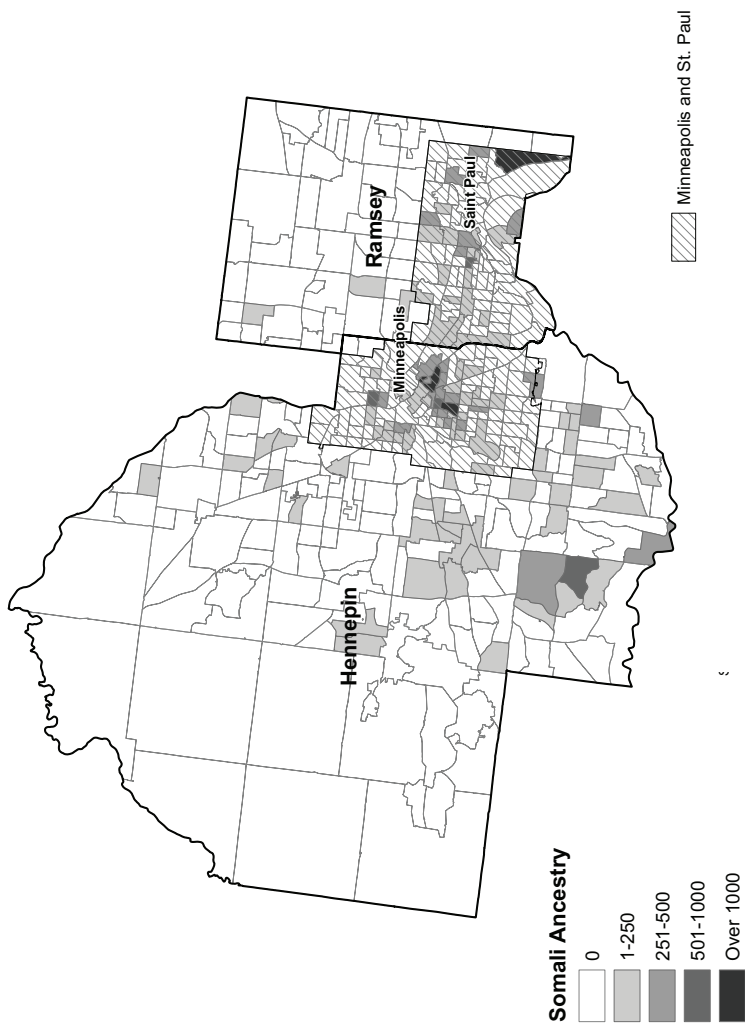 Hennepin
Ramsey
Minneapolis
Saint Paul
Somali Ancestry
0
1-250
251-500
501-1000
Over 1000
Minneapolis and St. Paul